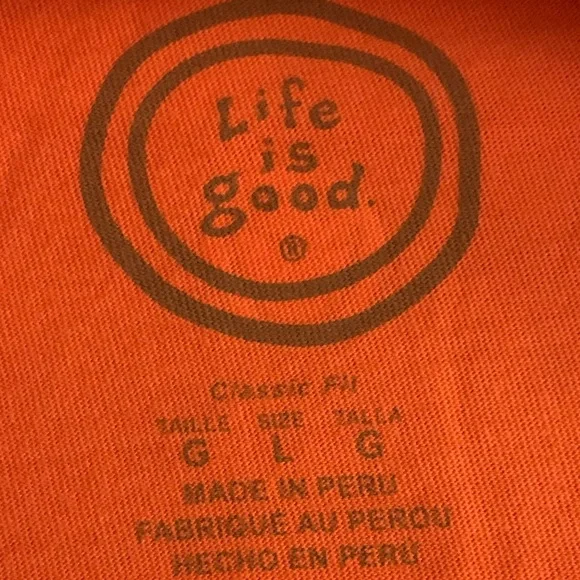 Life
is
good.
®
Classic Fit
TAILLE SIZE TALLA
G L G
MADE IN PERU
FABRIQUÉ AU PEROU
HECHO EN PERÚ